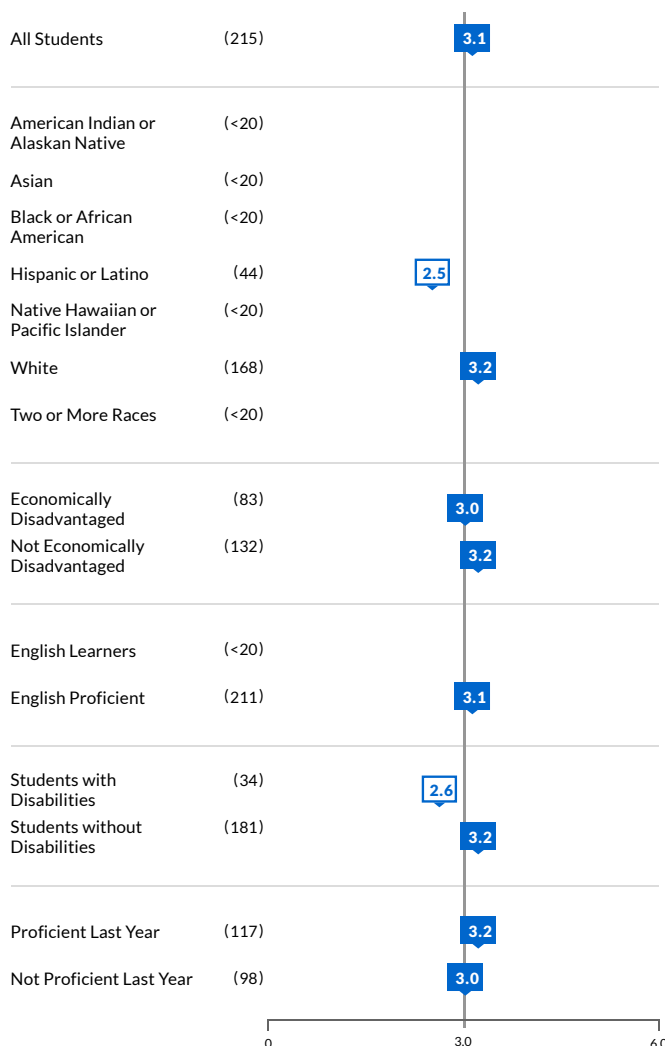 All Students (215) 3.1
American Indian or (<20)
Alaskan Native
Asian (<20)
Black or African (<20)
American
Hispanic or Latino (44) 2.5
Native Hawaiian or (<20)
Pacific Islander
White (168) 3.2
Two or More Races (<20)
Economically (83) 3.0
Disadvantaged
Not Economically (132) 3.2
Disadvantaged
English Learners (<20)
English Proficient (211) 3.1
Students with (34) 2.6
Disabilities
Students without (181) 3.2
Disabilities
Proficient Last Year (117) 3.2
Not Proficient Last Year (98) 3.0
0 3.0 6.0